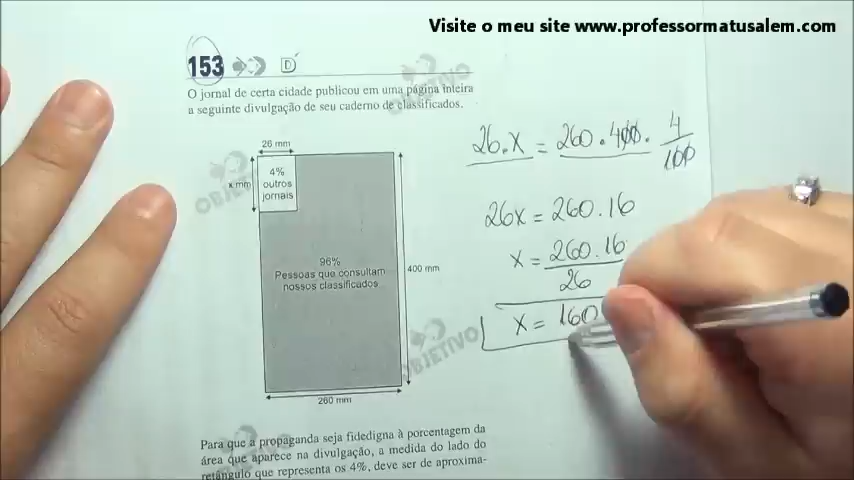 Visite o meu site www.professormatusalem.com
153 D
O jornal de certa cidade publicou em uma página inteira
a seguinte divulgação de seu caderno de classificados.
26 mm
x mm
4%
outros
jornais
96%
Pessoas que consultam
nossos classificados
400 mm
260 mm
OBJETIVO
OBJETIVO
OBJETIVO
Para que a propaganda seja fidedigna à porcentagem da
área que aparece na divulgação, a medida do lado do
retângulo que representa os 4%, deve ser de aproxima-
26.x = 260.400. 4/100
26x = 260.16
x = 260.16/26
x = 160